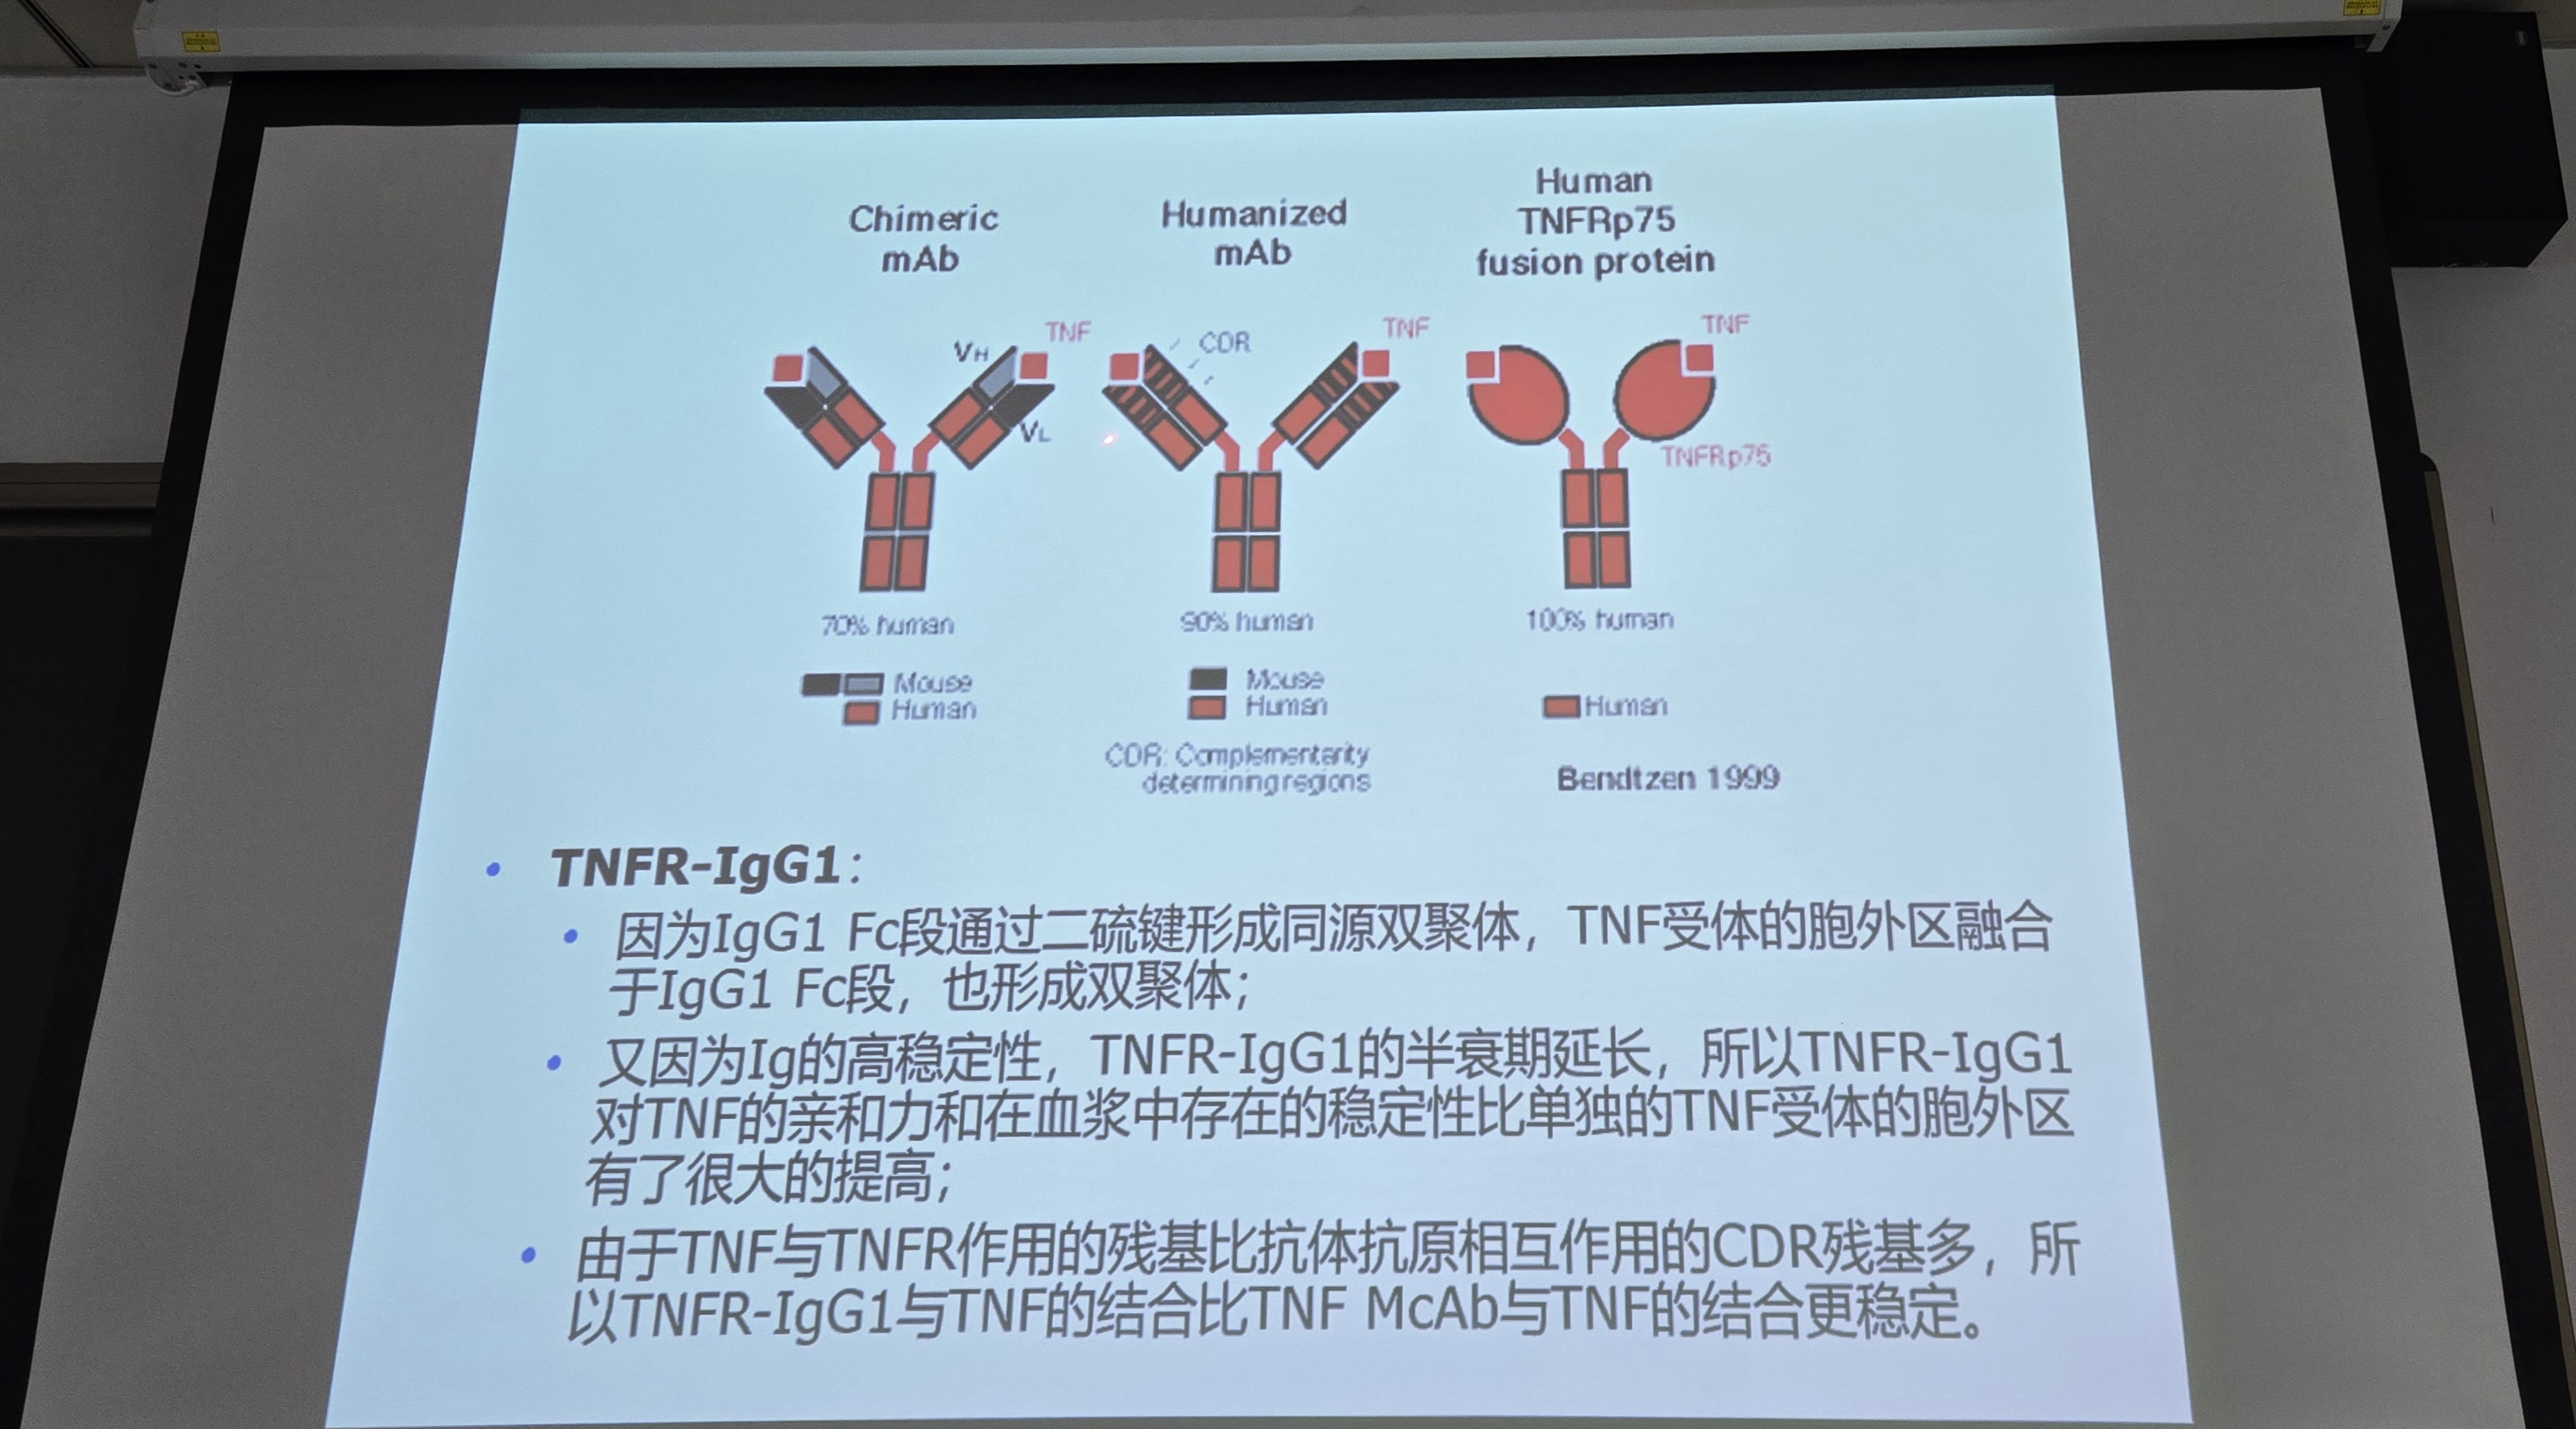 Chimeric
mAb
Humanized
mAb
Human
TNFRp75
fusion protein
VH
TNF
VL
CDR
TNF
TNF
TNFRp75
70% human
90% human
100% human
Mouse
Human
Mouse
Human
Human
CDR: Complementarity
determining regions
Bendtzen 1999
• TNFR-IgG1：
• 因为IgG1 Fc段通过二硫键形成同源双聚体，TNF受体的胞外区融合
于IgG1 Fc段，也形成双聚体；
• 又因为Ig的高稳定性，TNFR-IgG1的半衰期延长，所以TNFR-IgG1
对TNF的亲和力和在血浆中存在的稳定性比单独的TNF受体的胞外区
有了很大的提高；
• 由于TNF与TNFR作用的残基比抗体抗原相互作用的CDR残基多，所
以TNFR-IgG1与TNF的结合比TNF McAb与TNF的结合更稳定。